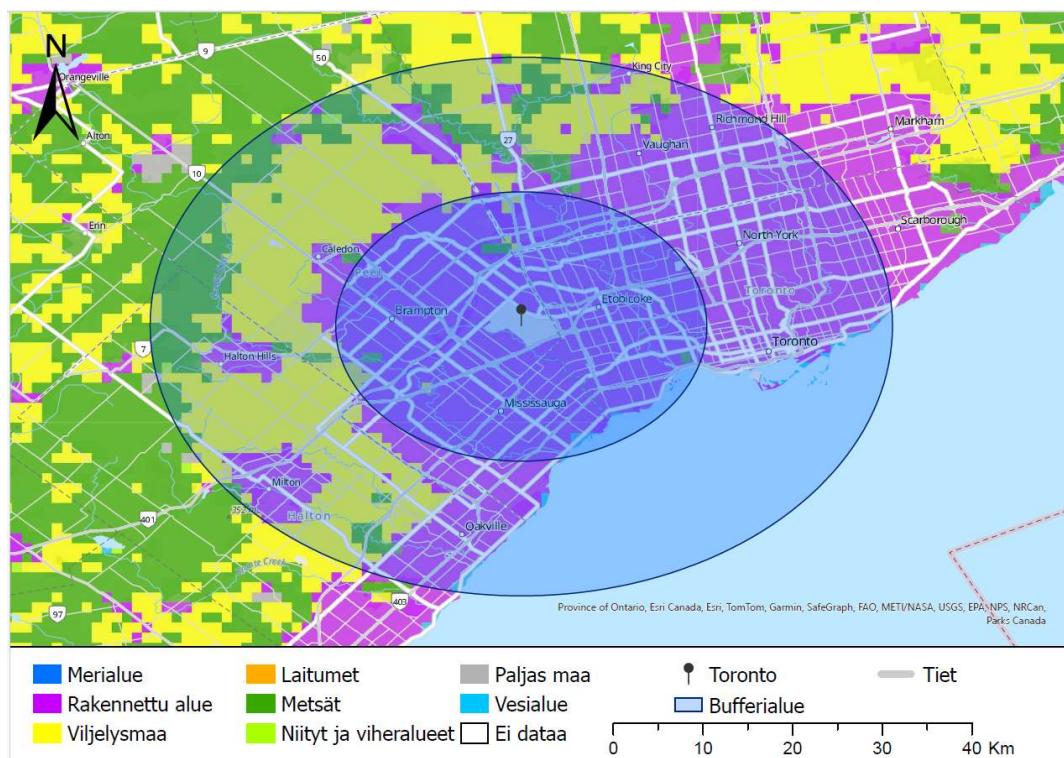 N
Orangeville
9
50
King City
Alton
10
27
Richmond Hill
Markham
Vaughan
Erin
Caledon
Peel
North York
Scarborough
Toronto
Brampton
Etobicoke
7
Halton Hills
Toronto
Mississauga
Milton
352 m
Halton
401
Oakville
97
403
Province of Ontario, Esri Canada, Esri, TomTom, Garmin, SafeGraph, FAO, METI/NASA, USGS, EPA, NPS, NRCan,
Parks Canada
Merialue
Laitumet
Paljas maa
Toronto
Tiet
Rakennettu alue
Metsät
Vesialue
Bufferialue
Viljelysmaa
Niityt ja viheralueet
Ei dataa
0 10 20 30 40 Km